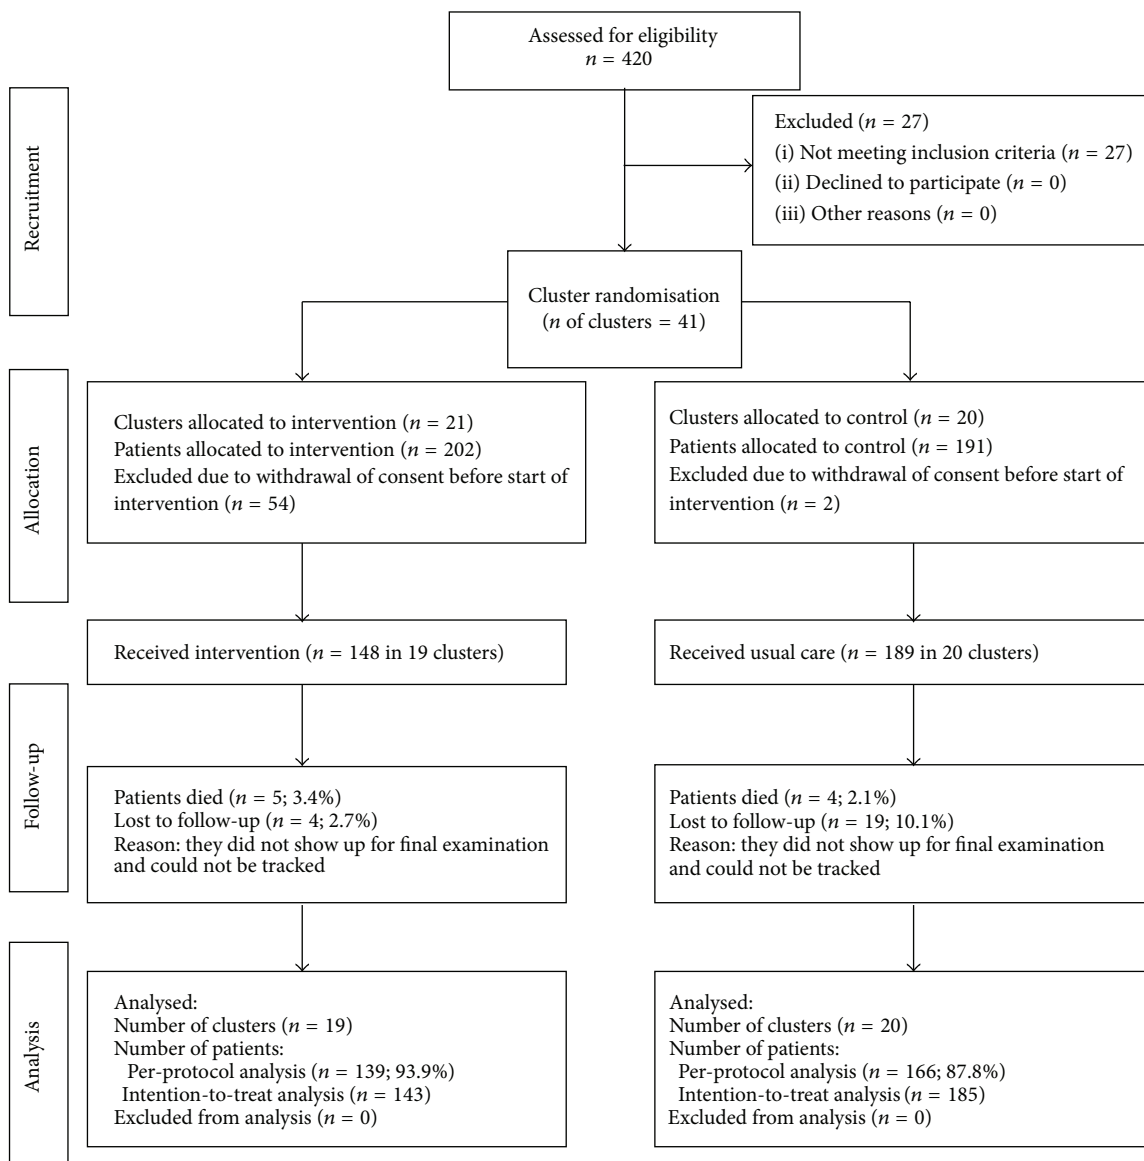 Assessed for eligibility
n = 420
Recruitment
Excluded (n = 27)
(i) Not meeting inclusion criteria (n = 27)
(ii) Declined to participate (n = 0)
(iii) Other reasons (n = 0)
Cluster randomisation
(n of clusters = 41)
Allocation
Clusters allocated to intervention (n = 21)
Patients allocated to intervention (n = 202)
Excluded due to withdrawal of consent before start of
intervention (n = 54)
Clusters allocated to control (n = 20)
Patients allocated to control (n = 191)
Excluded due to withdrawal of consent before start of
intervention (n = 2)
Received intervention (n = 148 in 19 clusters)
Received usual care (n = 189 in 20 clusters)
Follow-up
Patients died (n = 5; 3.4%)
Lost to follow-up (n = 4; 2.7%)
Reason: they did not show up for final examination
and could not be tracked
Patients died (n = 4; 2.1%)
Lost to follow-up (n = 19; 10.1%)
Reason: they did not show up for final examination
and could not be tracked
Analysis
Analysed:
Number of clusters (n = 19)
Number of patients:
Per-protocol analysis (n = 139; 93.9%)
Intention-to-treat analysis (n = 143)
Excluded from analysis (n = 0)
Analysed:
Number of clusters (n = 20)
Number of patients:
Per-protocol analysis (n = 166; 87.8%)
Intention-to-treat analysis (n = 185)
Excluded from analysis (n = 0)